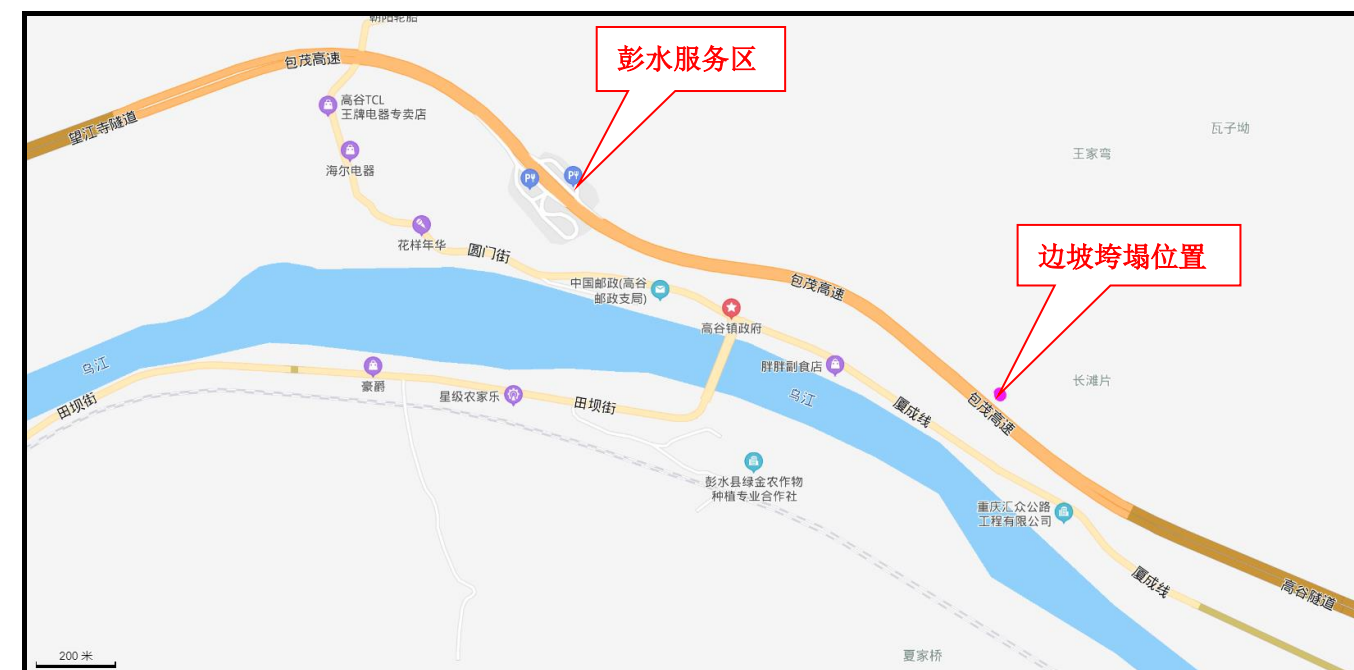 朝阳轮胎
包茂高速
彭水服务区
高谷TCL
王牌电器专卖店
望江寺隧道
瓦子坳
王家弯
海尔电器
花样年华
圆门街
边坡垮塌位置
中国邮政(高谷
邮政支局)
包茂高速
高谷镇政府
乌江
胖胖副食店
豪爵
长滩片
星级农家乐
田坝街
田坝街
乌江
厦成线
包茂高速
彭水县绿金农作物
种植专业合作社
重庆汇众公路
工程有限公司
厦成线
高谷隧道
夏家桥
200 米